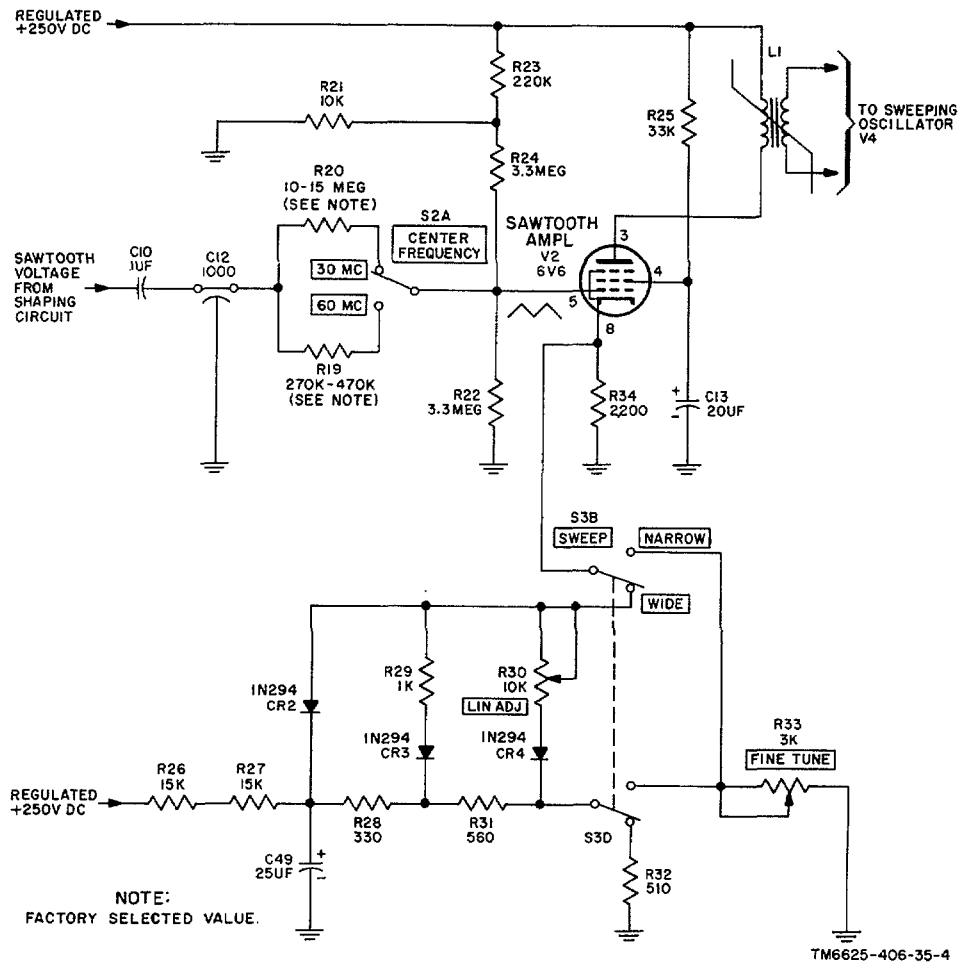 REGULATED
+250V DC
R23
220K
R21
10K
R24
3.3MEG
R25
33K
L1
TO SWEEPING
OSCILLATOR
V4
R20
10-15 MEG
(SEE NOTE)
S2A
CENTER
FREQUENCY
SAWTOOTH
AMPL
V2
6V6
3
4
5
8
SAWTOOTH
VOLTAGE
FROM
SHAPING
CIRCUIT
C10
.1UF
C12
1000
30 MC
60 MC
R19
270K-470K
(SEE NOTE)
R22
3.3MEG
R34
2200
+
-
C13
20UF
S3B
SWEEP
NARROW
WIDE
R29
1K
R30
10K
LIN ADJ
1N294
CR2
1N294
CR3
1N294
CR4
R33
3K
FINE TUNE
REGULATED
+250V DC
R26
15K
R27
15K
R28
330
R31
560
S3D
C49
25UF
+
-
R32
510
NOTE:
FACTORY SELECTED VALUE.
TM6625-406-35-4